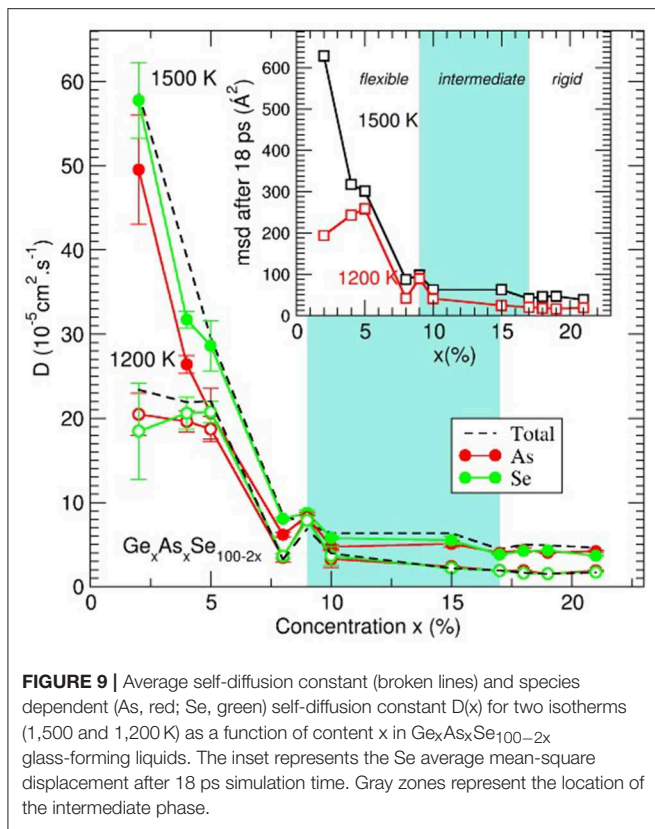 60
50
40
30
20
10
0
D (10⁻⁵cm².s⁻¹)
1500 K
1200 K
GeₓAsₓSe₁₀₀₋₂ₓ
0 5 10 15 20
Concentration x (%)
600
500
400
300
200
100
0
msd after 18 ps (Á²)
flexible intermediate rigid
1500 K
1200 K
0 5 10 15 20
x(%)
Total
As
Se
FIGURE 9 | Average self-diffusion constant (broken lines) and species
dependent (As, red; Se, green) self-diffusion constant D(x) for two isotherms
(1,500 and 1,200 K) as a function of content x in GeₓAsₓSe₁₀₀₋₂ₓ
glass-forming liquids. The inset represents the Se average mean-square
displacement after 18 ps simulation time. Gray zones represent the location of
the intermediate phase.